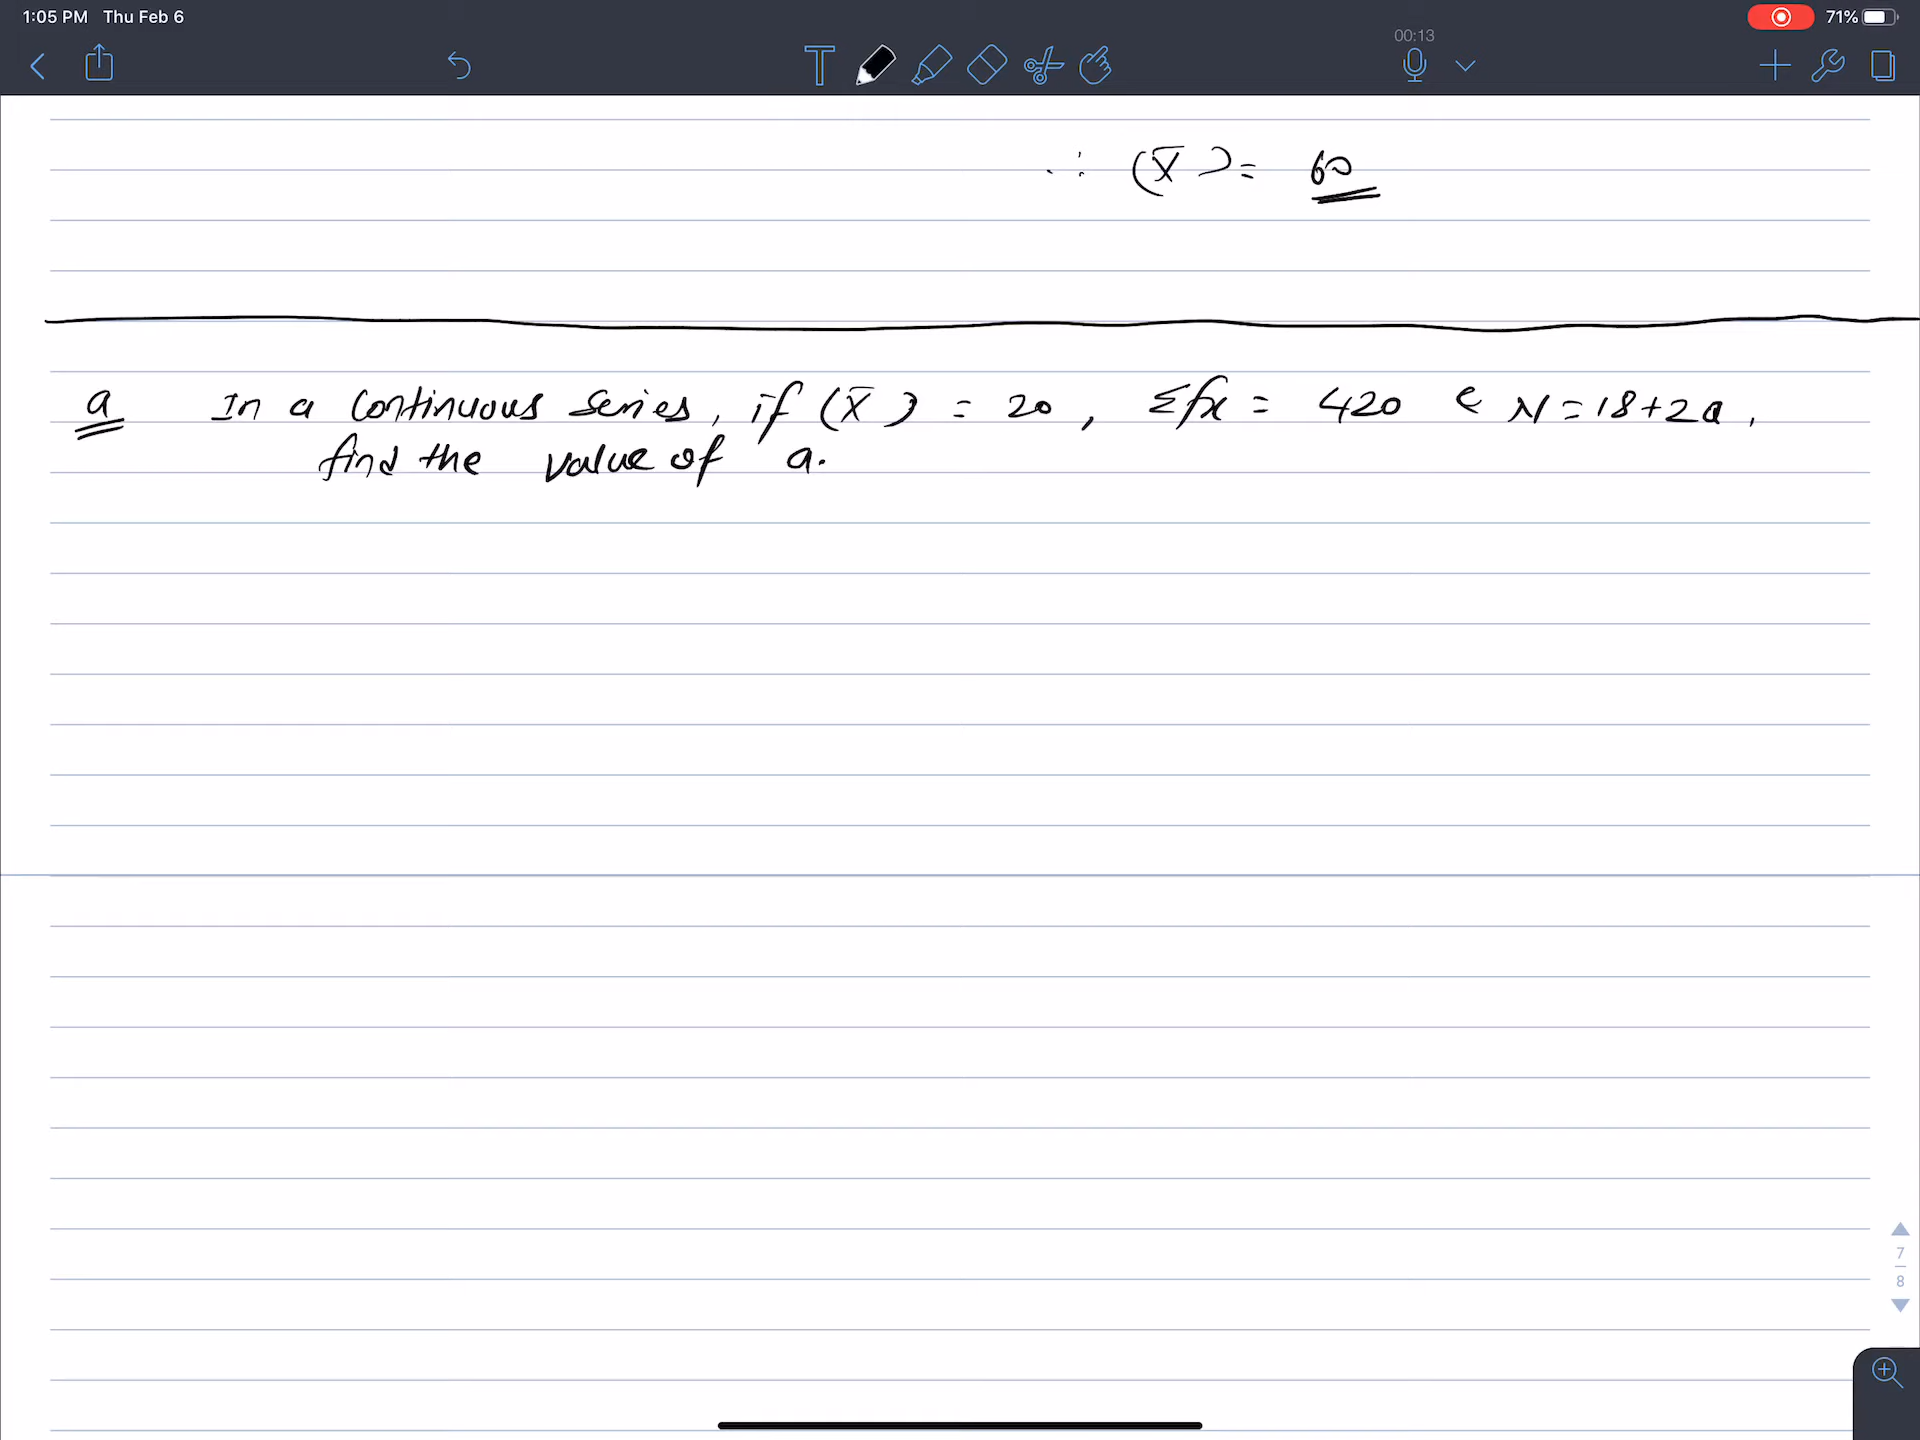 1:05 PM Thu Feb 6
71%
00:13
∴ (X̄) = 60
a In a continuous series, if (X̄) = 20, Σfx = 420 & N = 18+2a,
find the value of a.
7
8